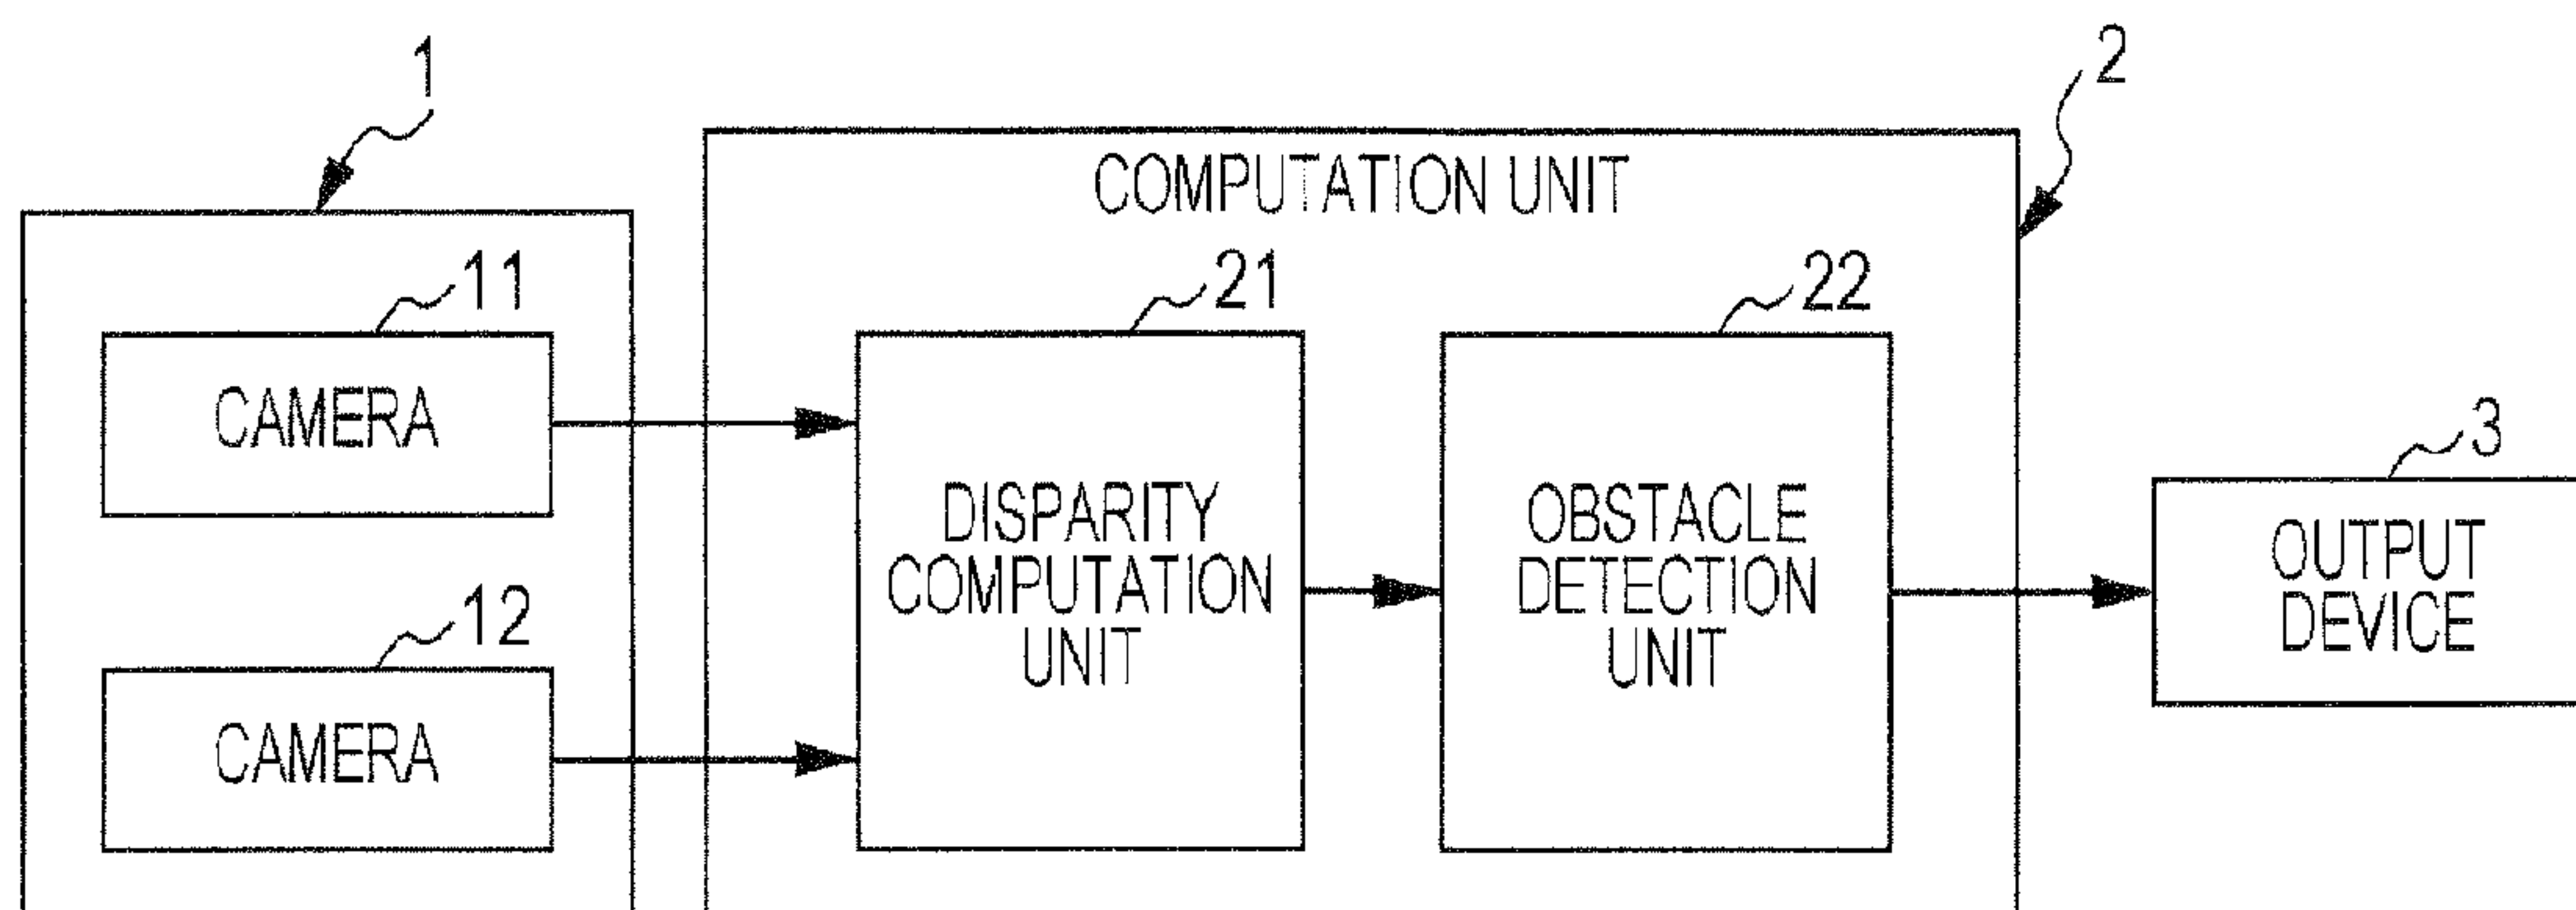 1
2
COMPUTATION UNIT
11
21
22
CAMERA
3
DISPARITY
COMPUTATION
UNIT
OBSTACLE
DETECTION
UNIT
OUTPUT
DEVICE
12
CAMERA